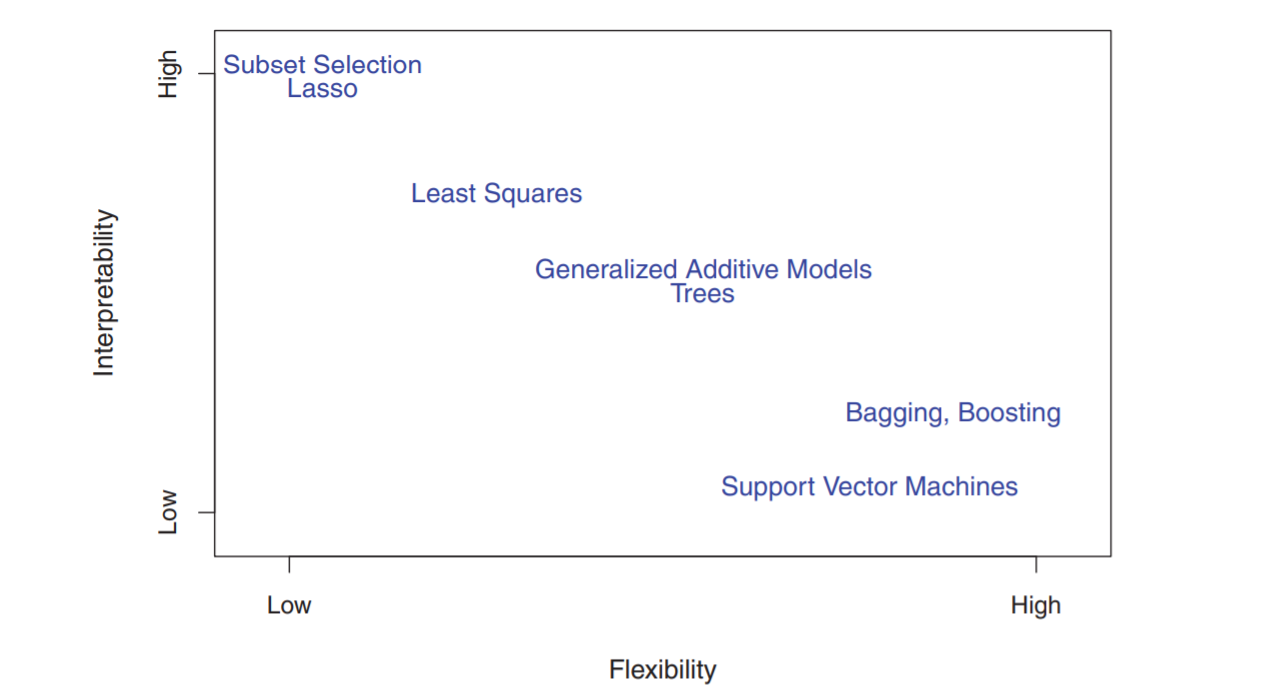 High
Subset Selection
Lasso
Least Squares
Interpretability
Generalized Additive Models
Trees
Bagging, Boosting
Support Vector Machines
Low
Low
High
Flexibility